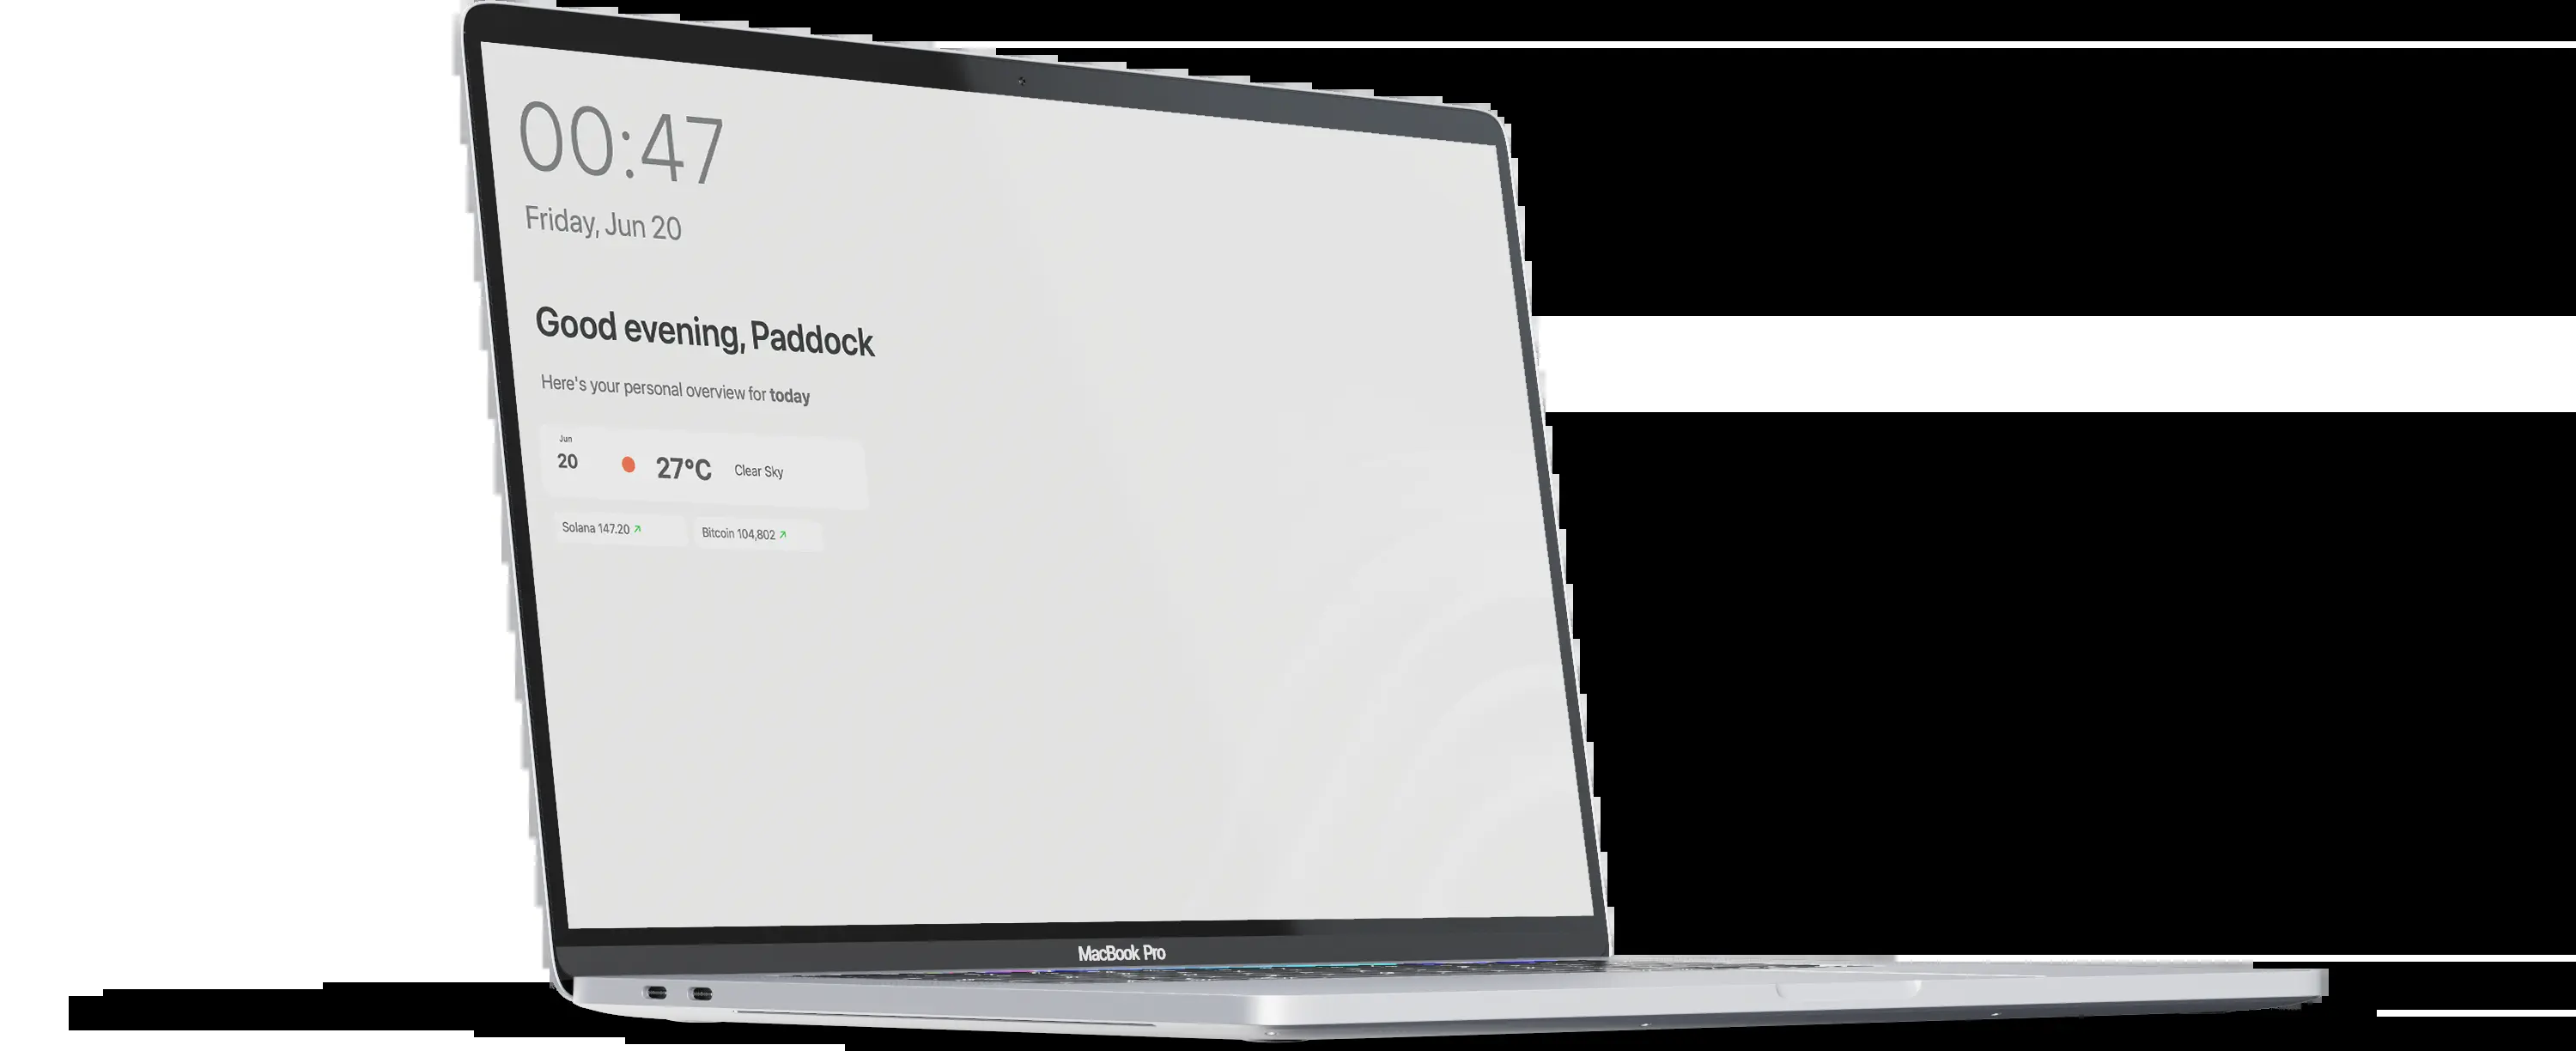 00:47
Friday, Jun 20
Good evening, Paddock
Here's your personal overview for today
Jun
20
27°C
Clear Sky
Solana 147.20 ↗
Bitcoin 104,802 ↗
MacBook Pro